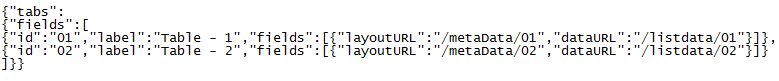 {"tabs":
{"fields":[
{"id":"01","label":"Table - 1","fields":[{"layoutURL":"/metaData/01","dataURL":"/listdata/01"}]},
{"id":"02","label":"Table - 2","fields":[{"layoutURL":"/metaData/02","dataURL":"/listdata/02"}]}
]}}